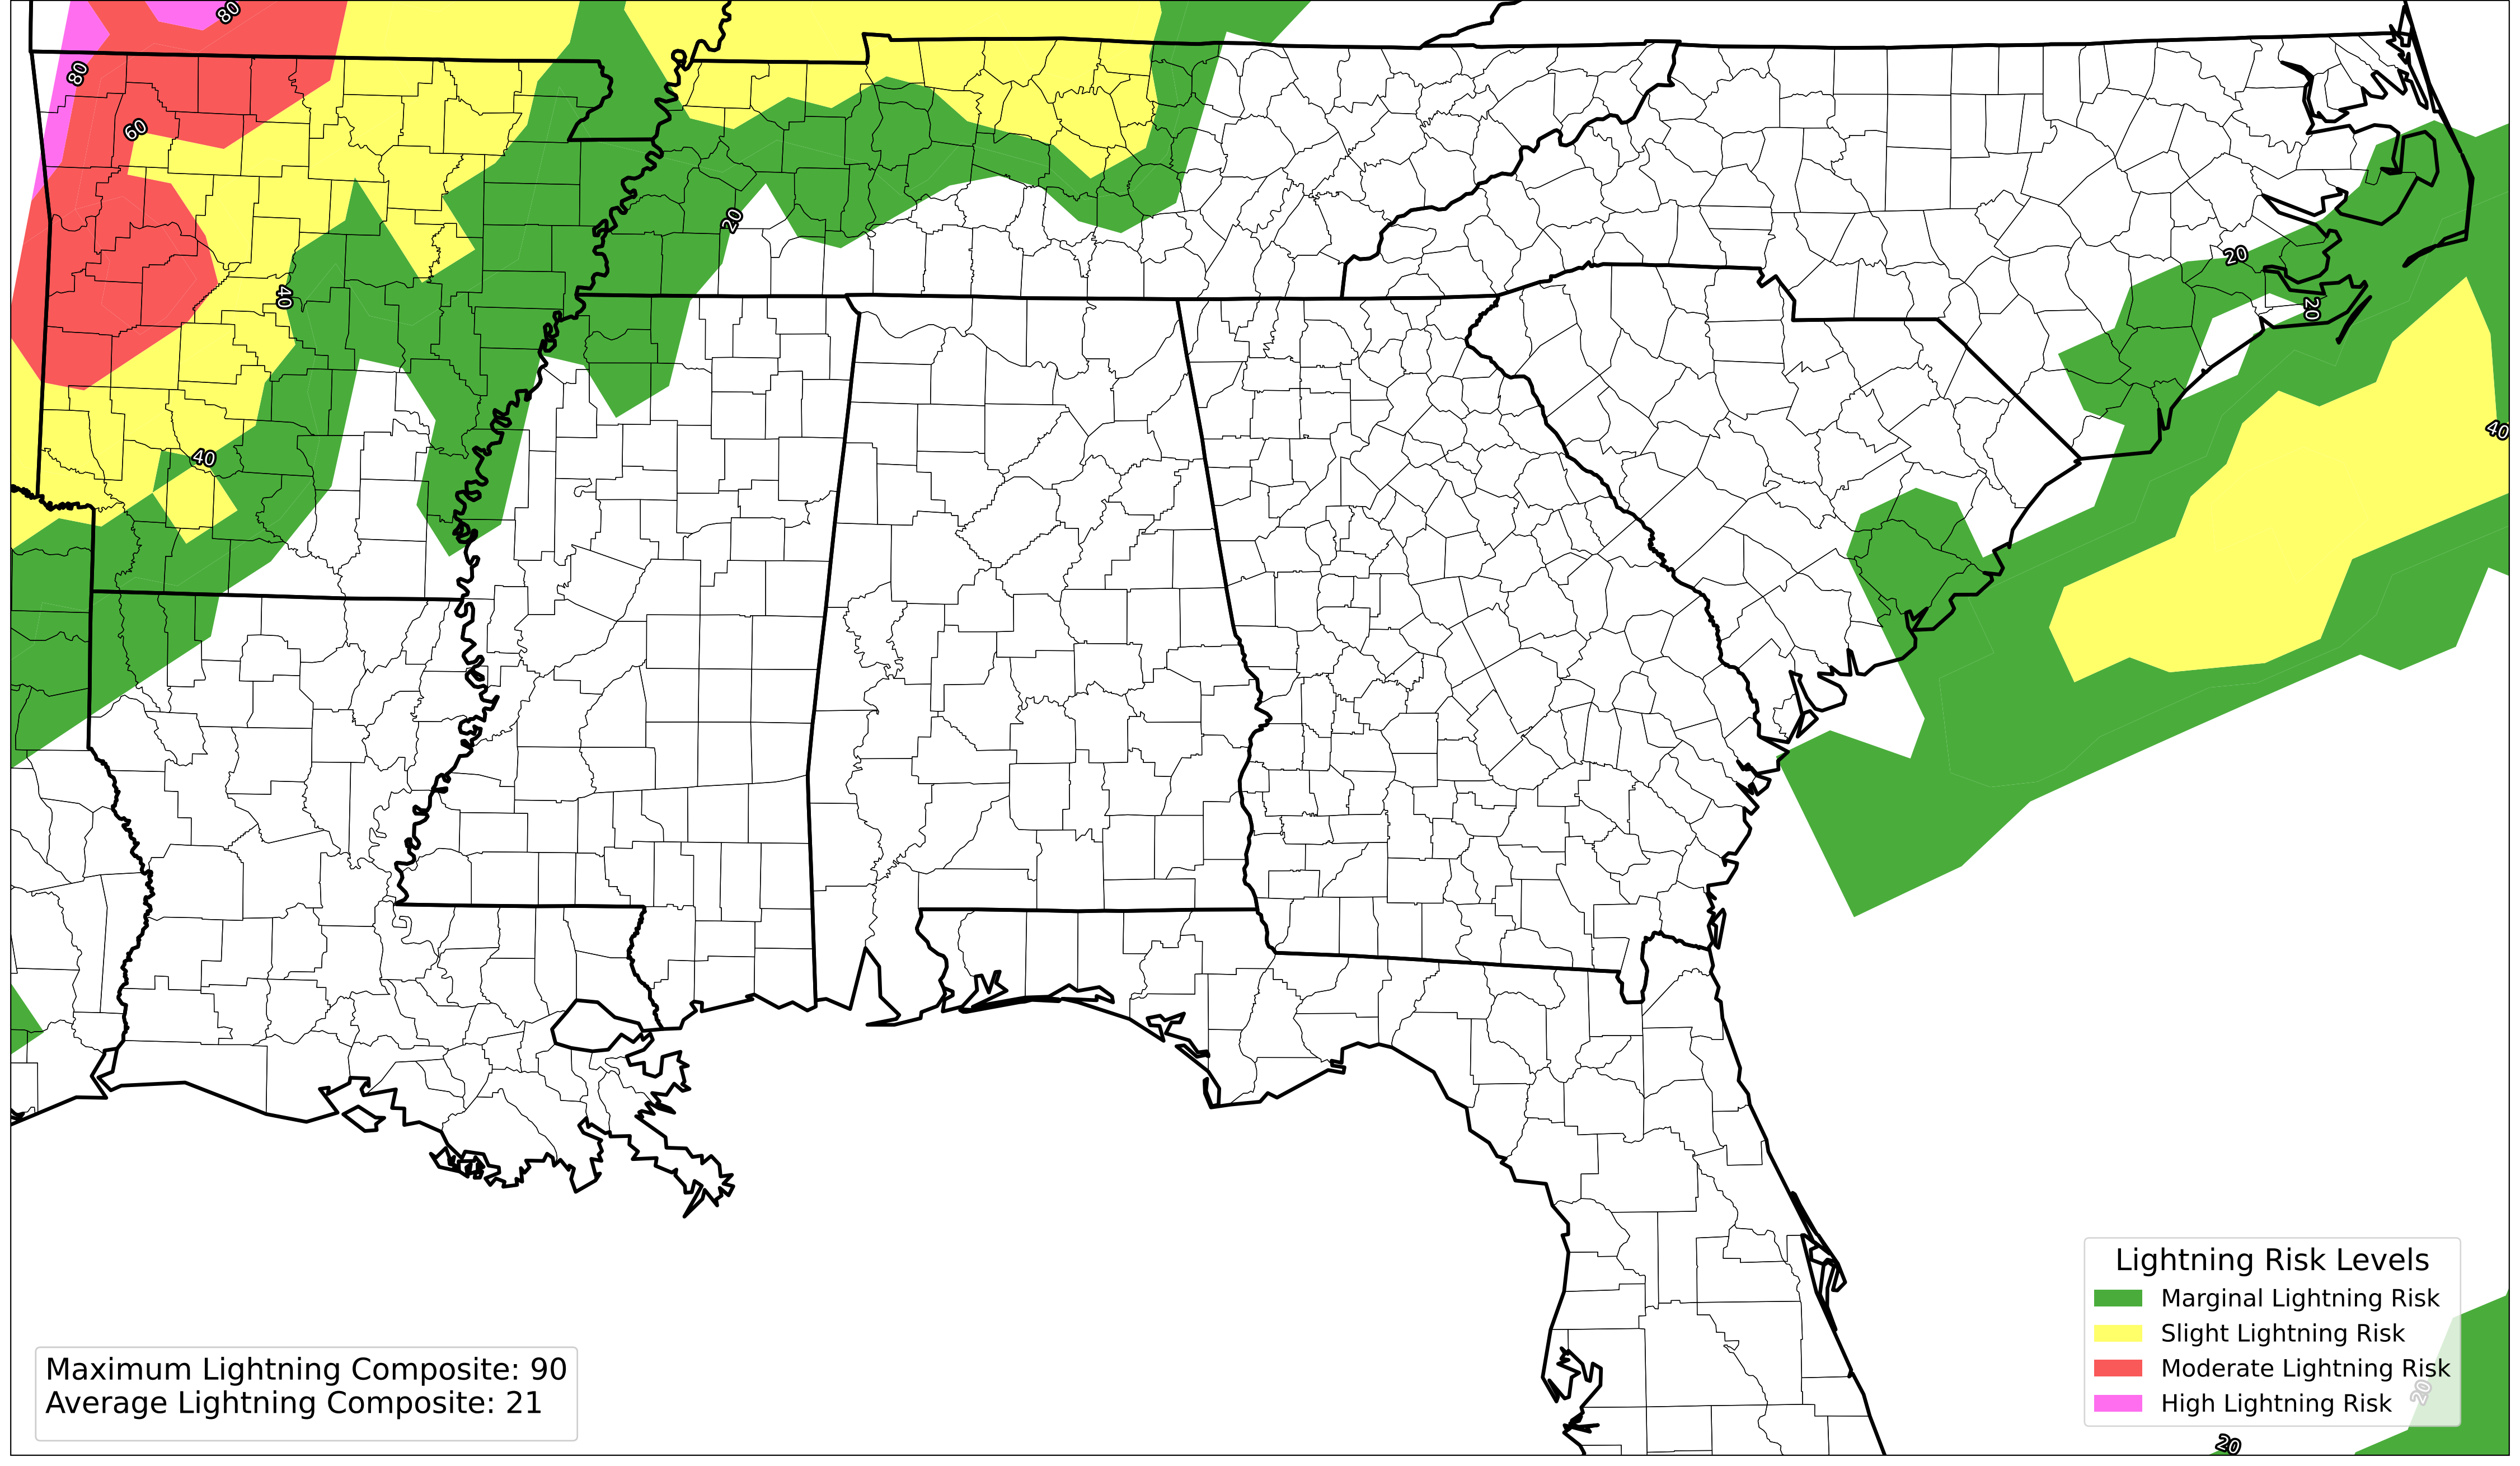 80
80
60
20
20
20
40
40
40
Lightning Risk Levels
Marginal Lightning Risk
Slight Lightning Risk
Moderate Lightning Risk
High Lightning Risk
20
20
Maximum Lightning Composite: 90
Average Lightning Composite: 21